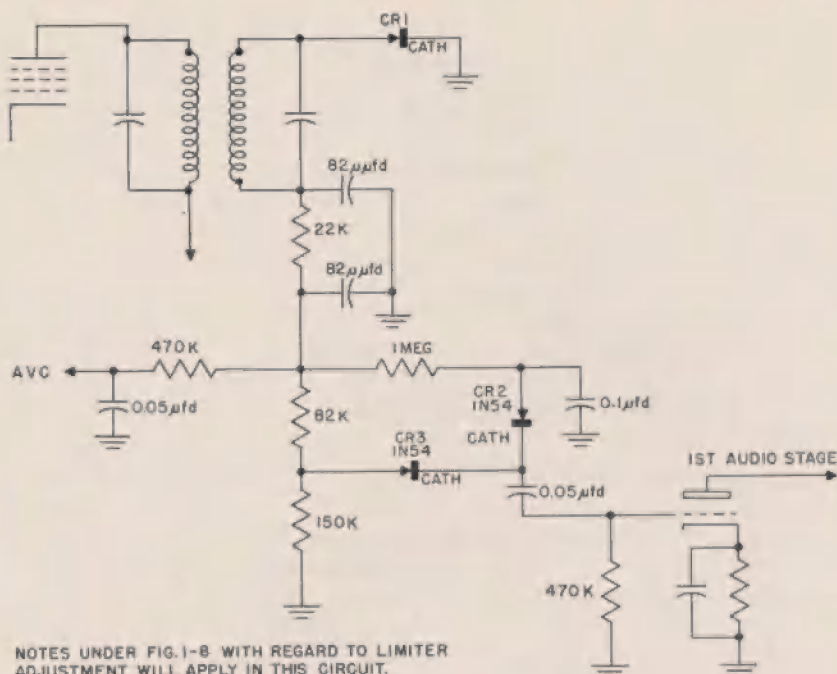 CR1
CATH
82μμfd
22K
82μμfd
470K
1 MEG
AVC
0.05μfd
82K
CR2
1N54
CATH
0.1μfd
CR3
1N54
CATH
0.05μfd
1ST AUDIO STAGE
150K
470K
NOTES UNDER FIG. 1-8 WITH REGARD TO LIMITER
ADJUSTMENT WILL APPLY IN THIS CIRCUIT.